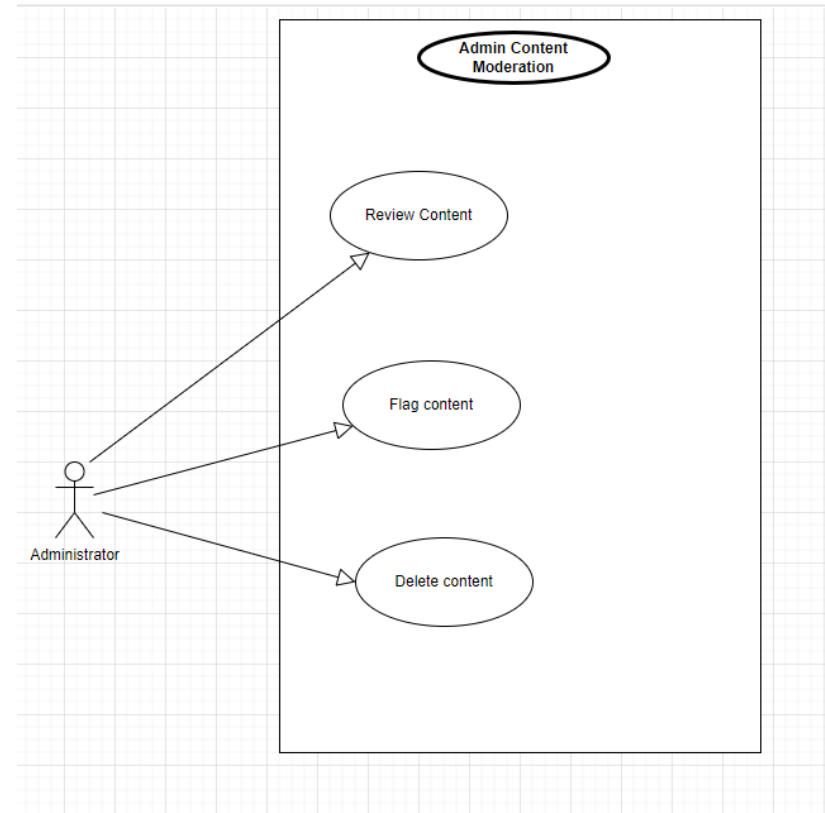 Admin Content
Moderation
Review Content
Flag content
Delete content
Administrator